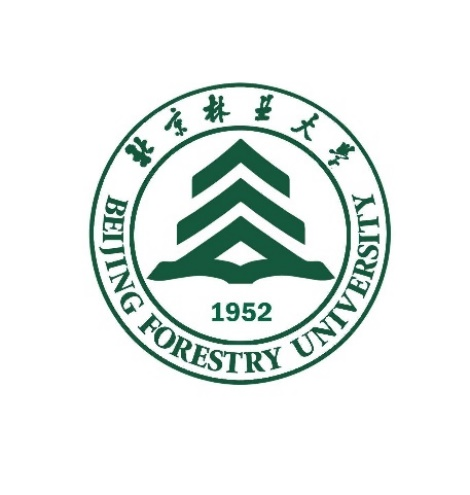 北京林业大学
1952
BEIJING FORESTRY UNIVERSITY